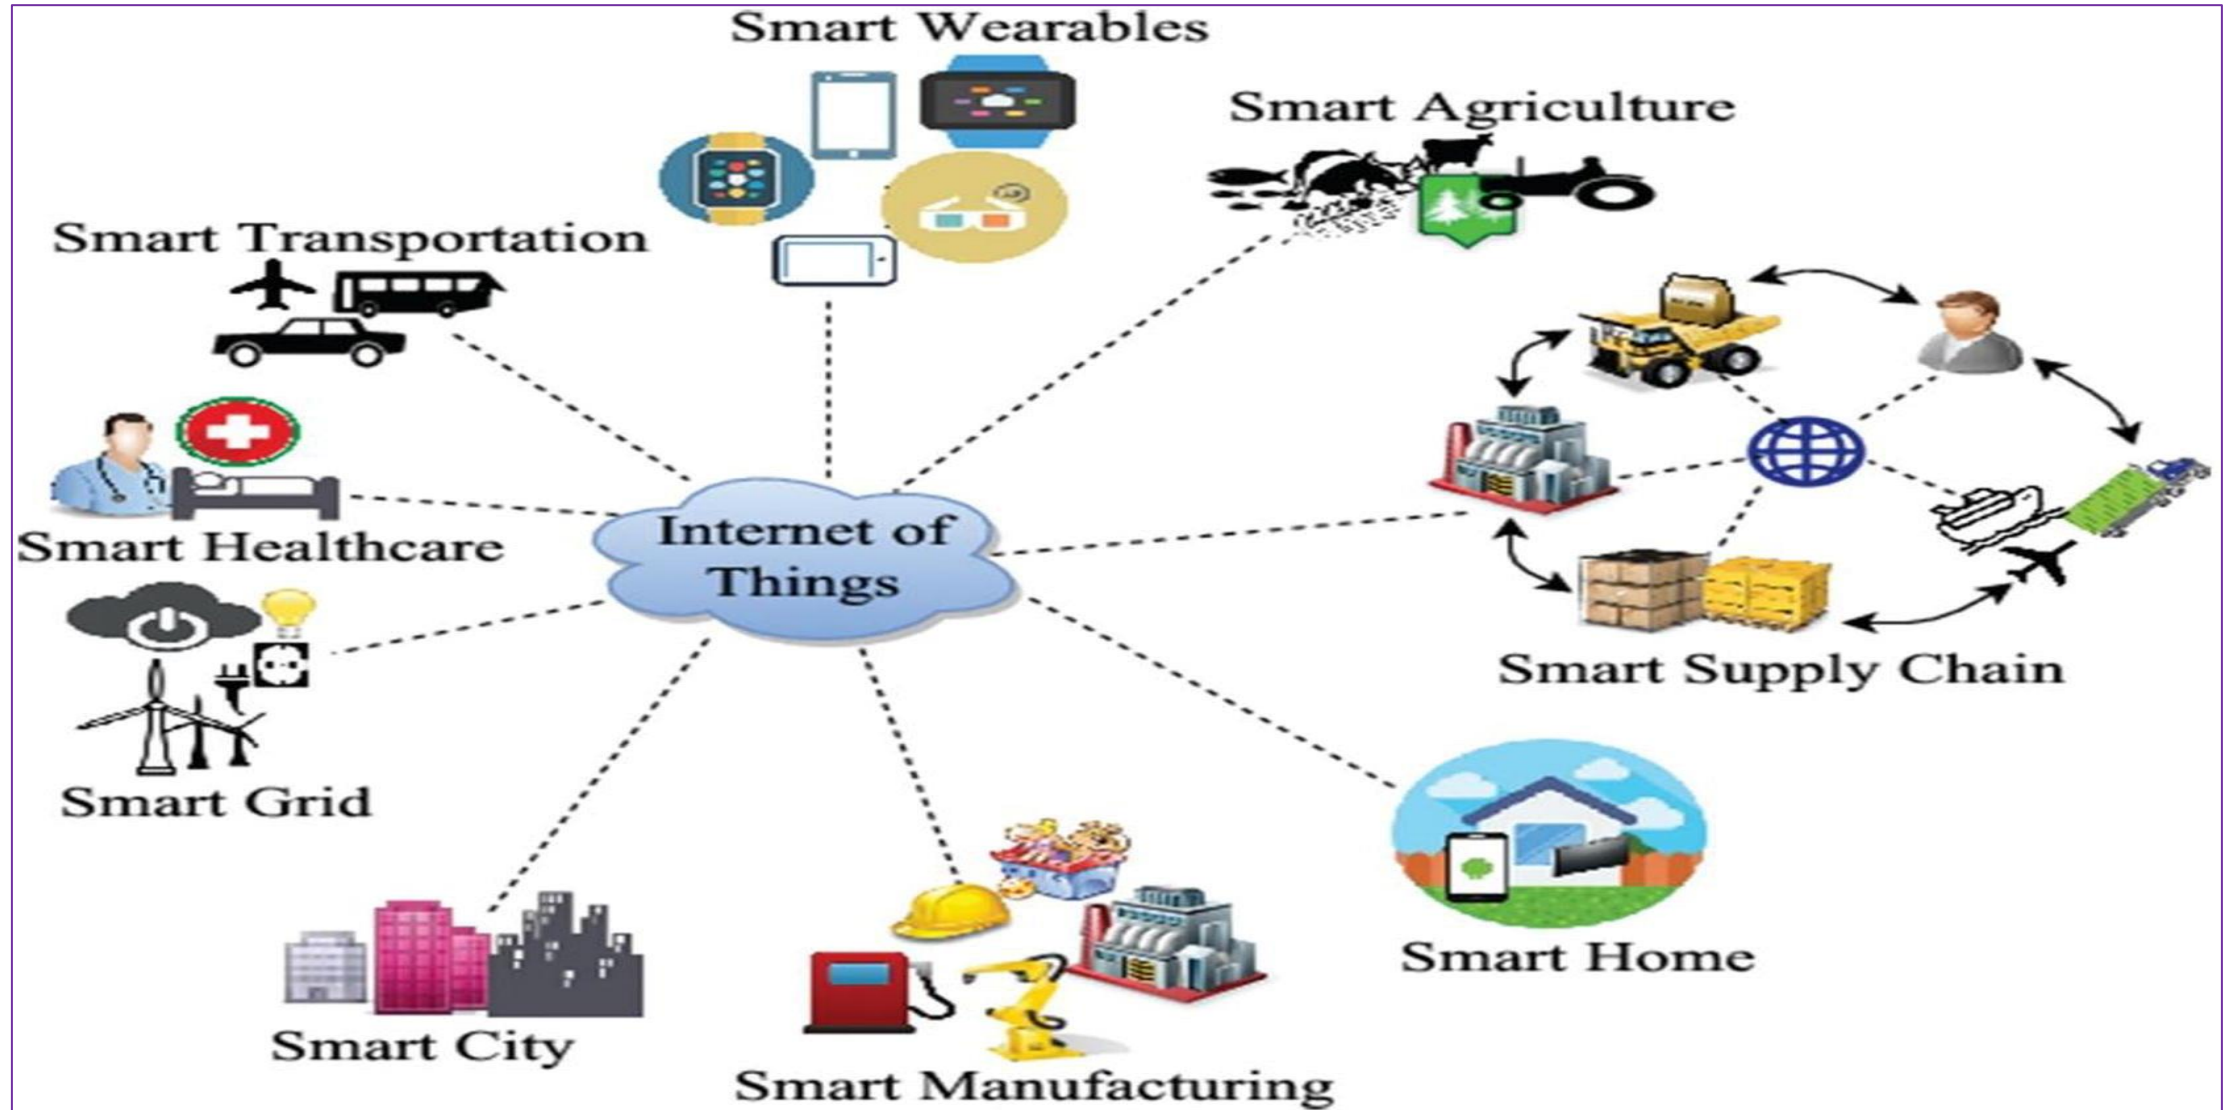 Smart Wearables
Smart Agriculture
Smart Transportation
Internet of
Things
Smart Healthcare
Smart Supply Chain
Smart Grid
Smart Home
Smart City
Smart Manufacturing